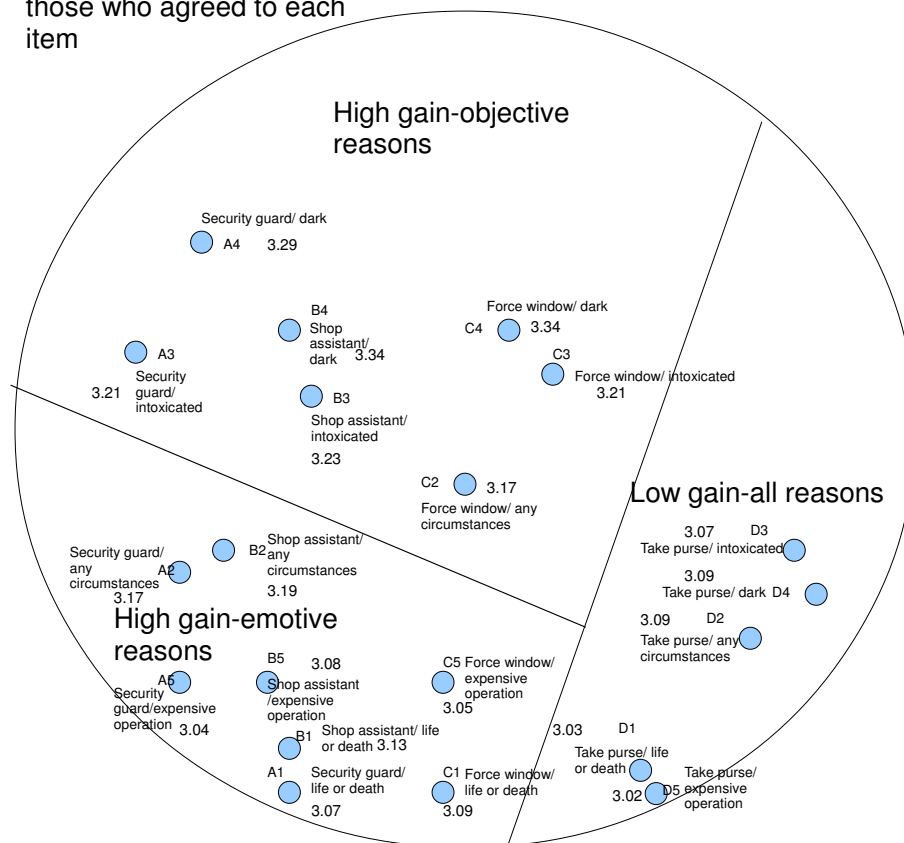 those who agreed to each
item
High gain-objective
reasons
Security guard/ dark
A4 3.29
B4
Shop
assistant/
dark 3.34
Force window/ dark
C4 3.34
A3
Security
guard/
intoxicated
3.21
C3
Force window/ intoxicated
3.21
B3
Shop assistant/
intoxicated
3.23
C2 3.17
Force window/ any
circumstances
Low gain-all reasons
3.07 D3
Take purse/ intoxicated
3.09
Take purse/ dark D4
3.09 D2
Take purse/ any
circumstances
Security guard/
any
circumstances A2
3.17
B2 Shop assistant/
any
circumstances
3.19
High gain-emotive
reasons
A5
Security
guard/expensive
operation 3.04
B5 3.08
Shop assistant
/expensive
operation
C5 Force window/
expensive
operation
3.05
B1 Shop assistant/ life
or death 3.13
A1 Security guard/
life or death
3.07
C1 Force window/
life or death
3.09
3.03 D1
Take purse/ life
or death
3.02 D5 Take purse/
expensive
operation